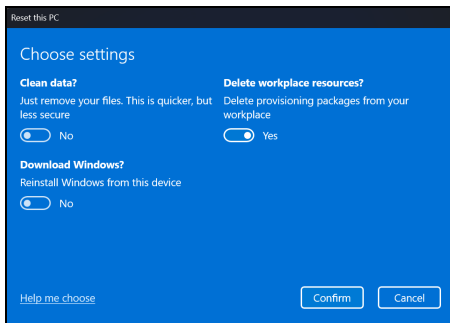 Reset this PC
Choose settings
Clean data?
Just remove your files. This is quicker, but
less secure
No
Delete workplace resources?
Delete provisioning packages from your
workplace
Yes
Download Windows?
Reinstall Windows from this device
No
Help me choose
Confirm
Cancel